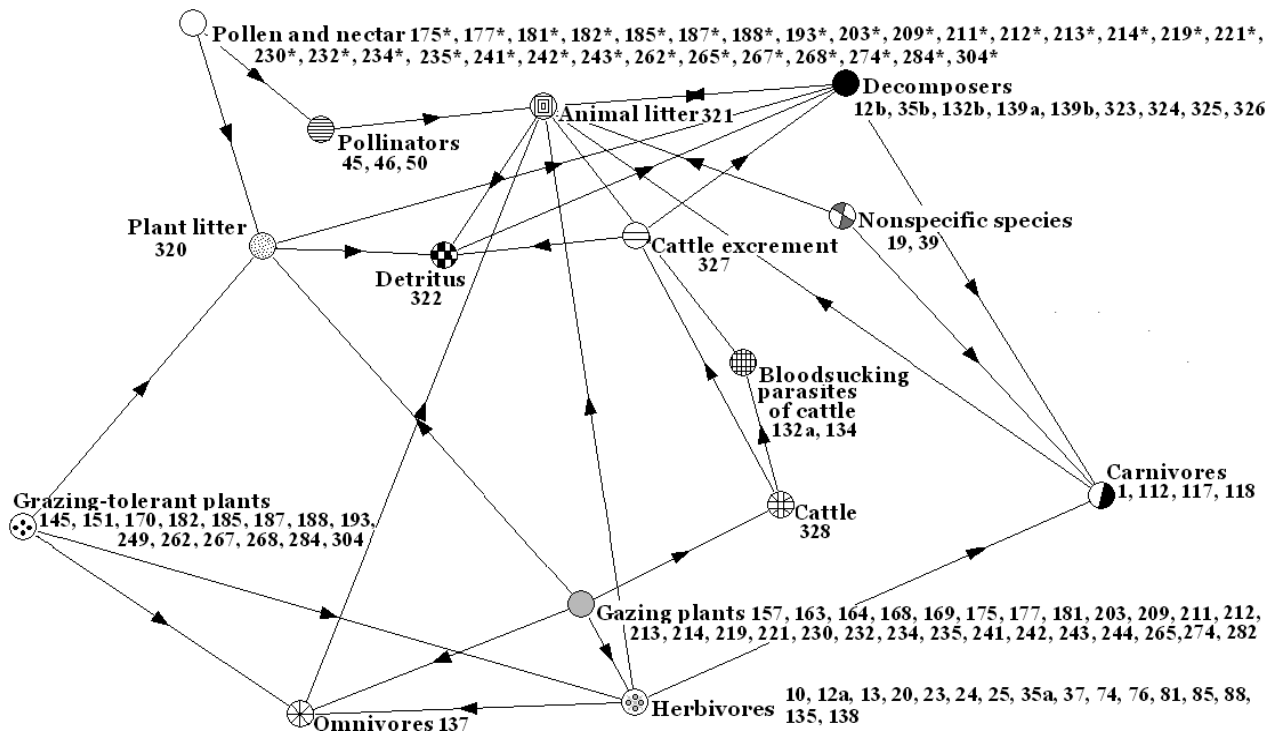 Pollen and nectar 175*, 177*, 181*, 182*, 185*, 187*, 188*, 193*, 203*, 209*, 211*, 212*, 213*, 214*, 219*, 221*,
230*, 232*, 234*, 235*, 241*, 242*, 243*, 262*, 265*, 267*, 268*, 274*, 284*, 304*
Decomposers
12b, 35b, 132b, 139a, 139b, 323, 324, 325, 326
Animal litter 321
Pollinators
45, 46, 50
Plant litter
320
Nonspecific species
19, 39
Cattle excrement
327
Detritus
322
Bloodsucking
parasites
of cattle
132a, 134
Carnivores
1, 112, 117, 118
Grazing-tolerant plants
145, 151, 170, 182, 185, 187, 188, 193,
249, 262, 267, 268, 284, 304
Cattle
328
Gazing plants 157, 163, 164, 168, 169, 175, 177, 181, 203, 209, 211, 212,
213, 214, 219, 221, 230, 232, 234, 235, 241, 242, 243, 244, 265,274, 282
Herbivores 10, 12a, 13, 20, 23, 24, 25, 35a, 37, 74, 76, 81, 85, 88,
135, 138
Omnivores 137